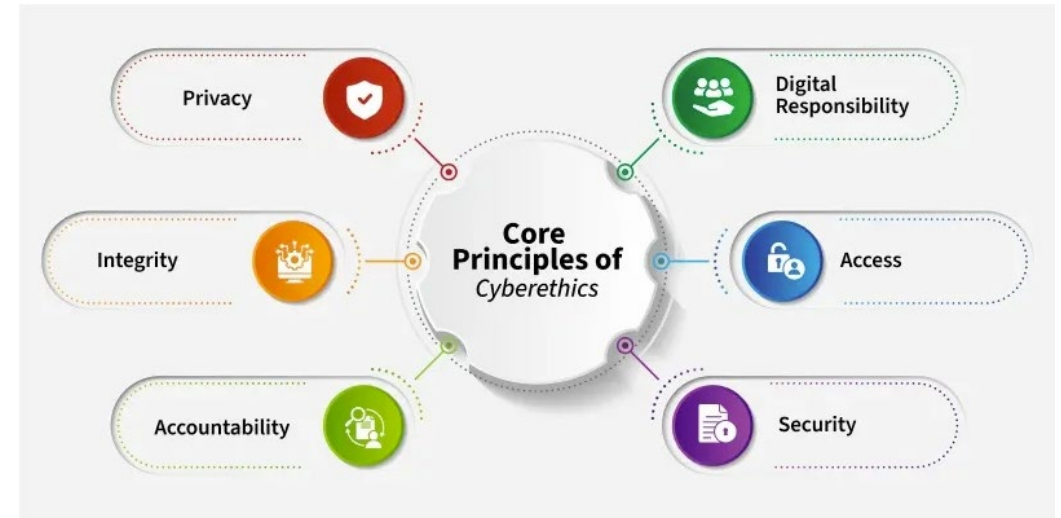 Privacy
Digital
Responsibility
Core
Principles of
Cyberethics
Integrity
Access
Accountability
Security